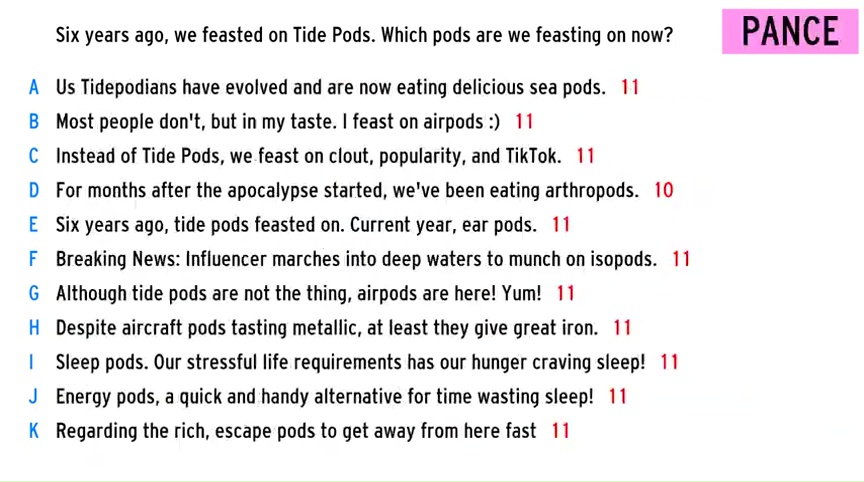 Six years ago, we feasted on Tide Pods. Which pods are we feasting on now?
PANCE
A Us Tidepodians have evolved and are now eating delicious sea pods. 11
B Most people don't, but in my taste. I feast on airpods :) 11
C Instead of Tide Pods, we feast on clout, popularity, and TikTok. 11
D For months after the apocalypse started, we've been eating arthropods. 10
E Six years ago, tide pods feasted on. Current year, ear pods. 11
F Breaking News: Influencer marches into deep waters to munch on isopods. 11
G Although tide pods are not the thing, airpods are here! Yum! 11
H Despite aircraft pods tasting metallic, at least they give great iron. 11
I Sleep pods. Our stressful life requirements has our hunger craving sleep! 11
J Energy pods, a quick and handy alternative for time wasting sleep! 11
K Regarding the rich, escape pods to get away from here fast 11